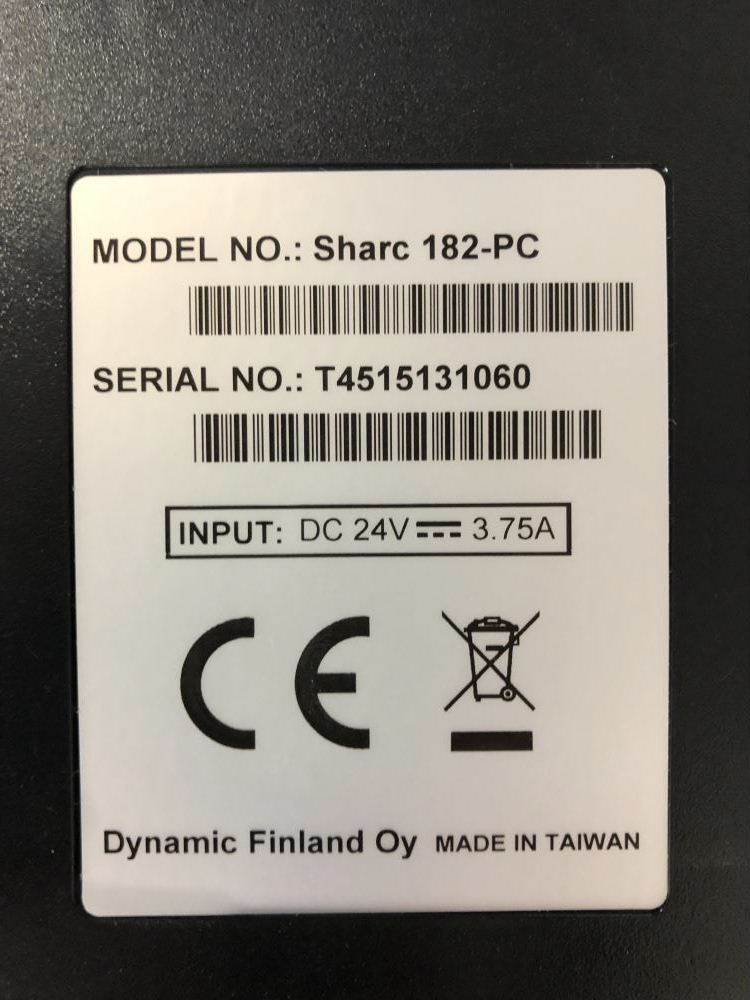 MODEL NO.: Sharc 182-PC
SERIAL NO.: T4515131060
INPUT: DC 24V⎓3.75A
CE
Dynamic Finland Oy MADE IN TAIWAN